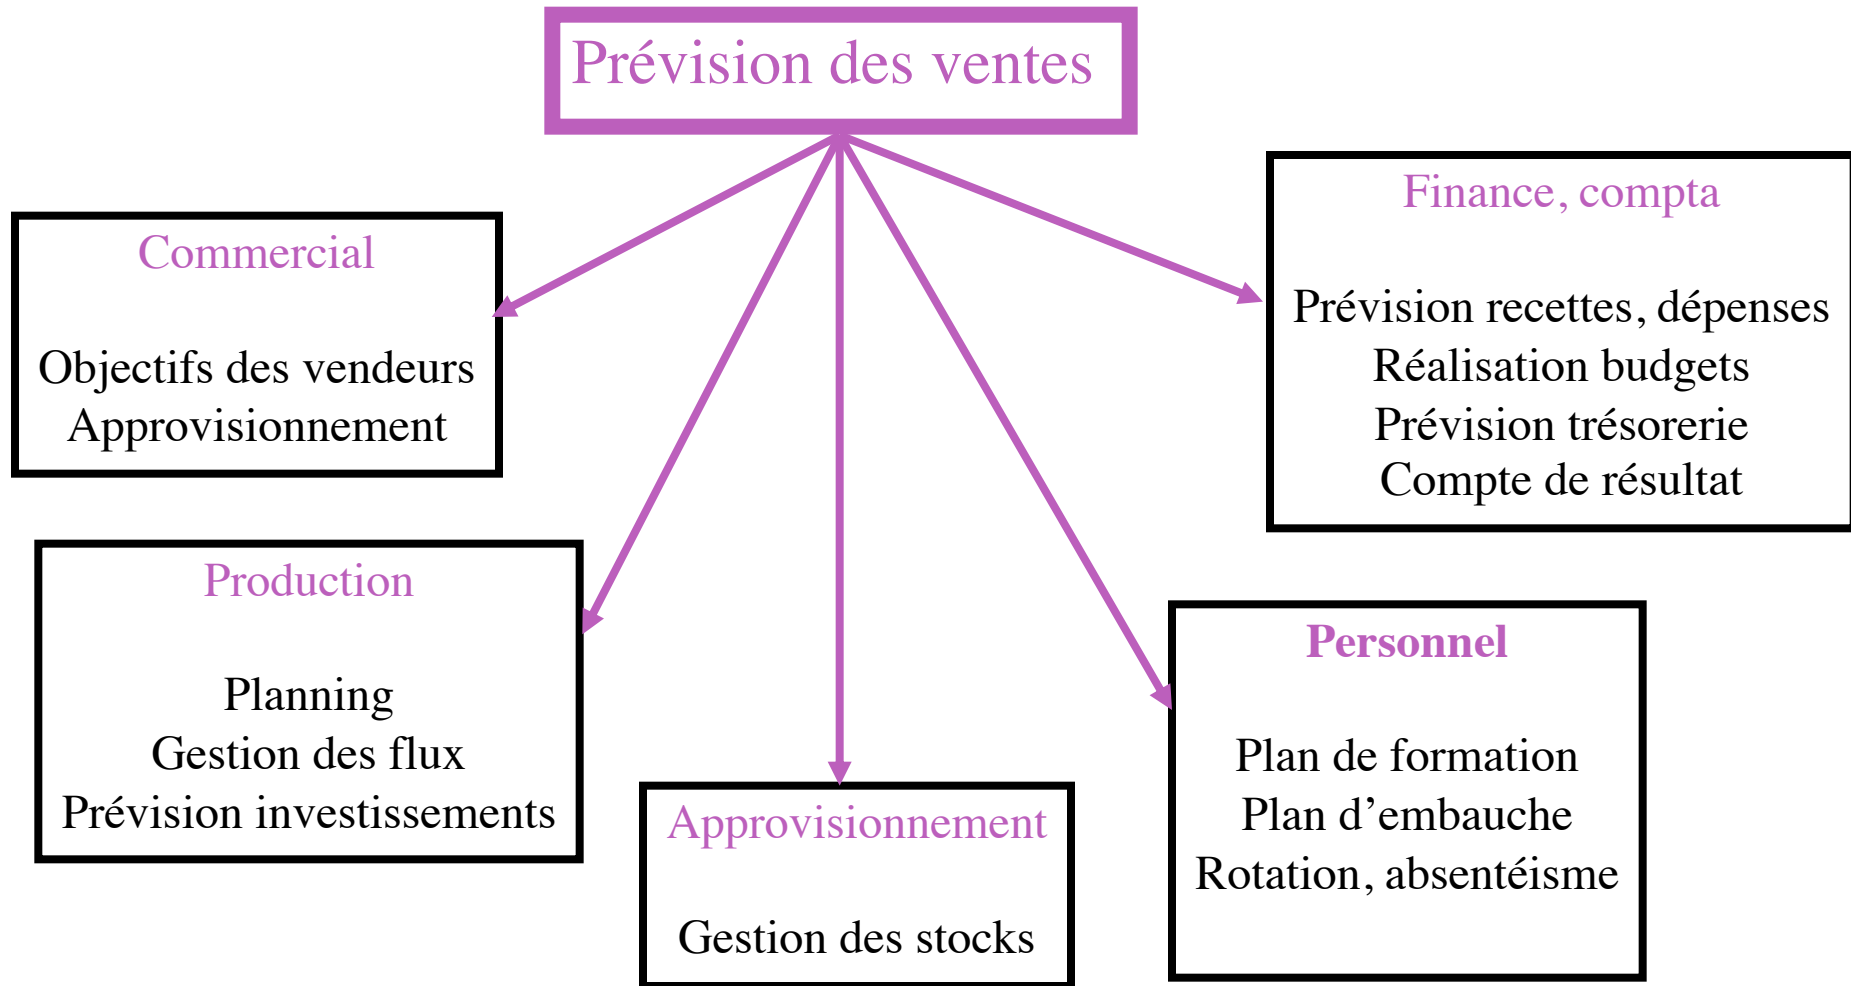 Prévision des ventes
Commercial
Objectifs des vendeurs
Approvisionnement
Finance, compta
Prévision recettes, dépenses
Réalisation budgets
Prévision trésorerie
Compte de résultat
Production
Planning
Gestion des flux
Prévision investissements
Approvisionnement
Gestion des stocks
Personnel
Plan de formation
Plan d’embauche
Rotation, absentéisme